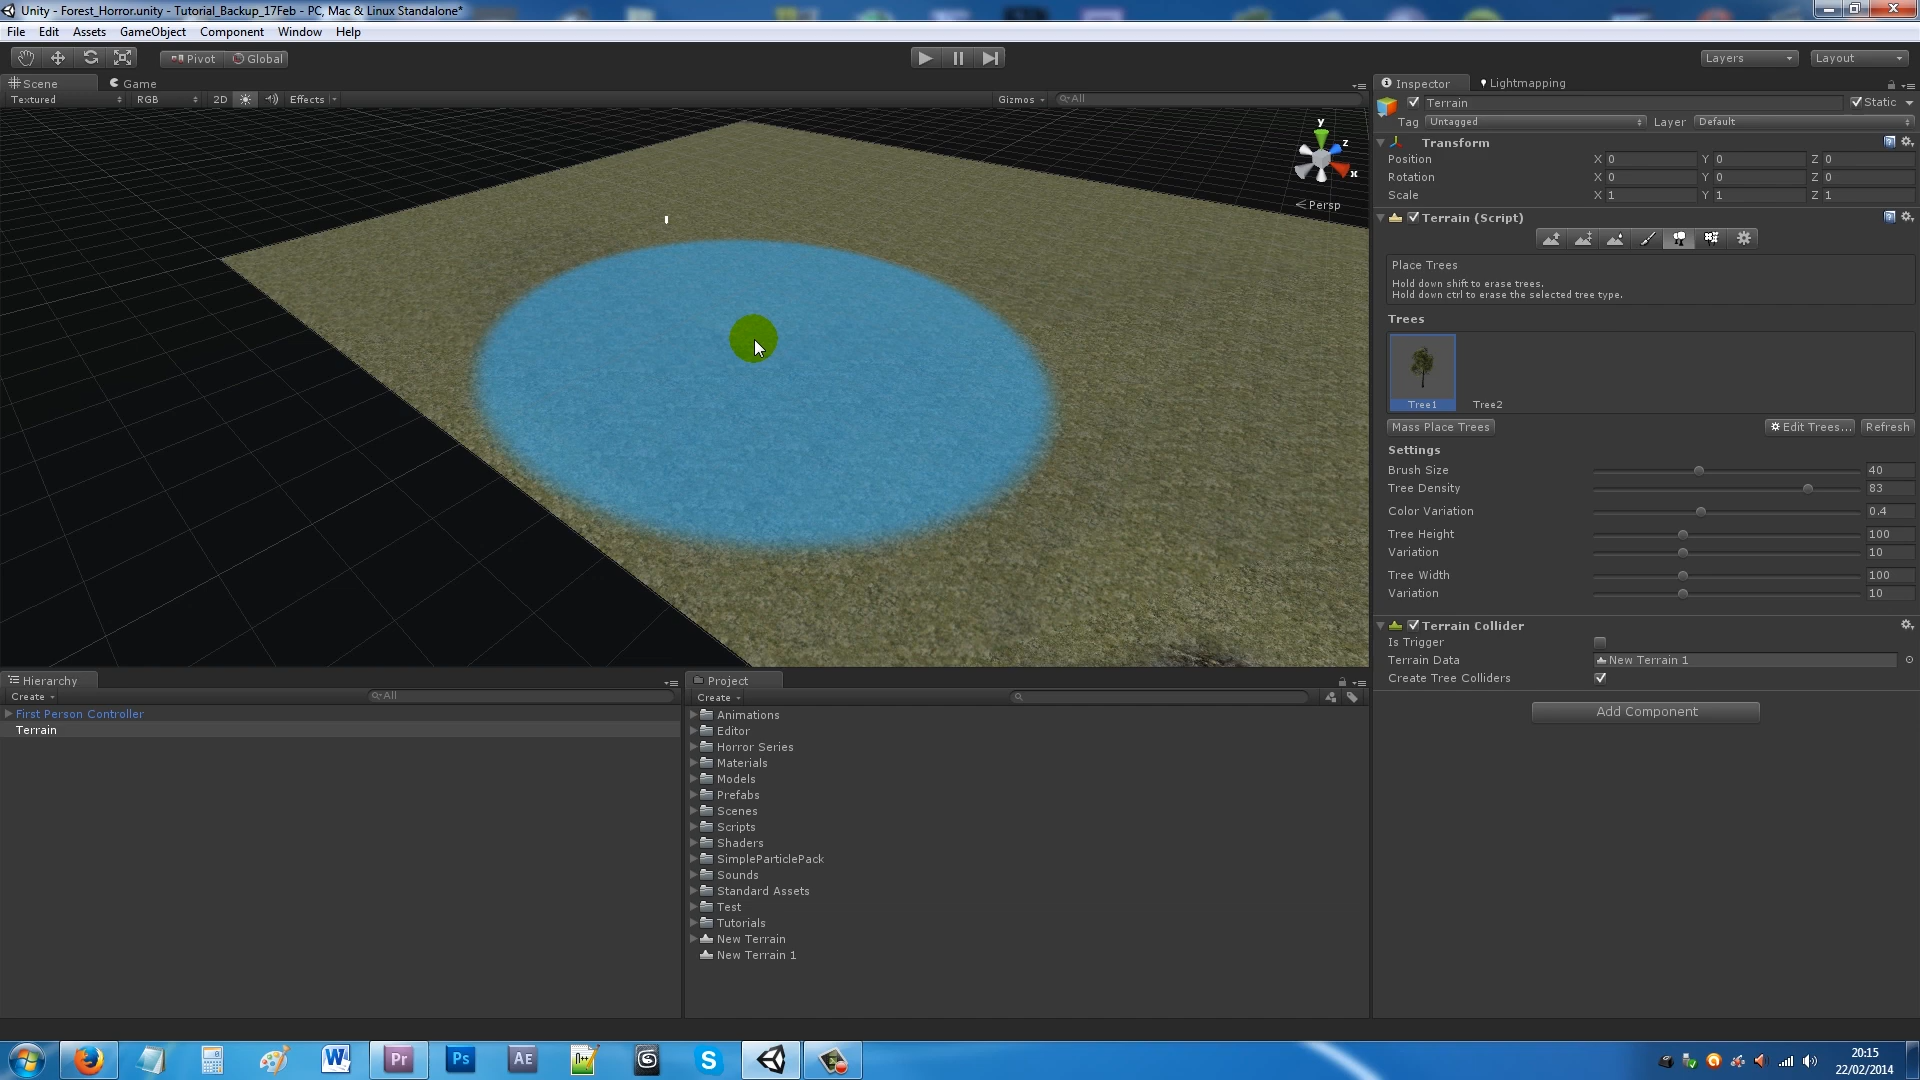 Unity - Forest_Horror.unity - Tutorial_Backup_17Feb - PC, Mac & Linux Standalone*
File Edit Assets GameObject Component Window Help
Pivot Global Layers Layout
Scene Game
Textured RGB 2D Effects Gizmos All
y
z
x
Persp
Inspector Lightmapping
Terrain Static
Tag Untagged Layer Default
Transform
Position X 0 Y 0 Z 0
Rotation X 0 Y 0 Z 0
Scale X 1 Y 1 Z 1
Terrain (Script)
Place Trees
Hold down shift to erase trees.
Hold down ctrl to erase the selected tree type.
Trees
Tree1 Tree2
Mass Place Trees Edit Trees... Refresh
Settings
Brush Size 40
Tree Density 83
Color Variation 0.4
Tree Height 100
Variation 10
Tree Width 100
Variation 10
Terrain Collider
Is Trigger
Terrain Data New Terrain 1
Create Tree Colliders
Add Component
Hierarchy
Create All
First Person Controller
Terrain
Project
Create
Animations
Editor
Horror Series
Materials
Models
Prefabs
Scenes
Scripts
Shaders
SimpleParticlePack
Sounds
Standard Assets
Test
Tutorials
New Terrain
New Terrain 1
W Pr Ps AE S
20:15
22/02/2014